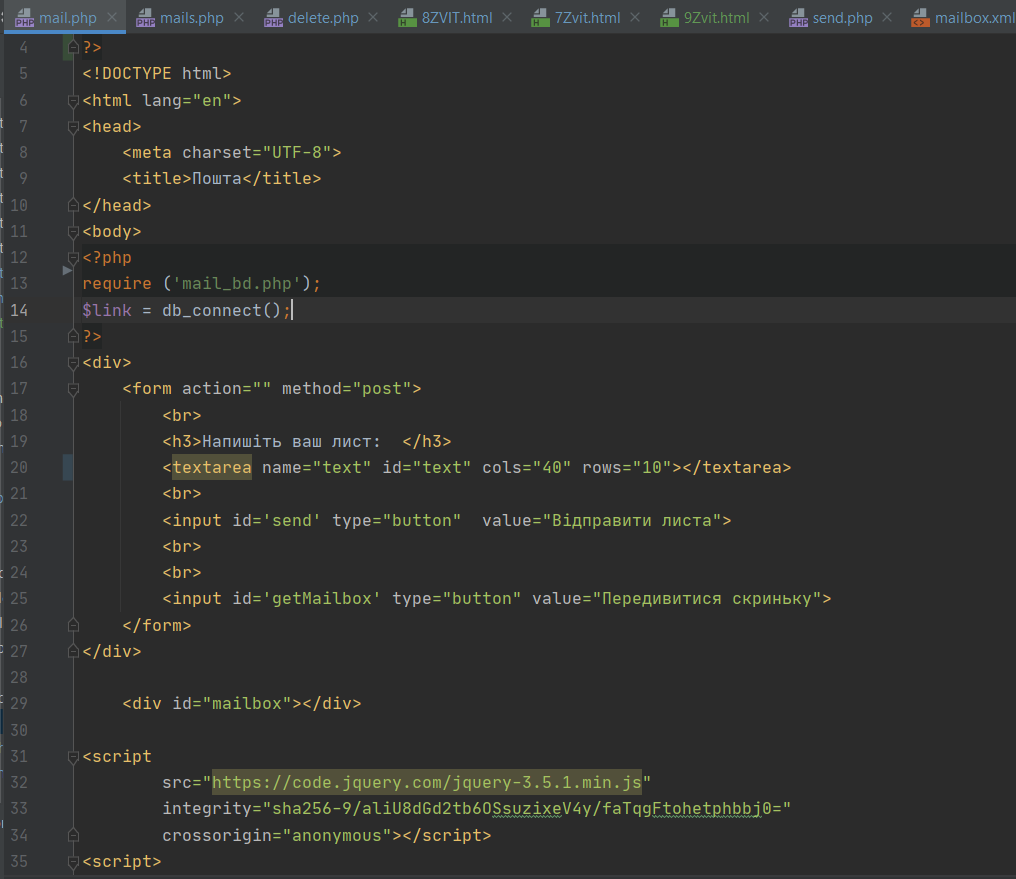 mail.php mails.php delete.php 8ZVIT.html 7Zvit.html 9Zvit.html send.php mailbox.xml
4 ?>
5 <!DOCTYPE html>
6 <html lang="en">
7 <head>
8 <meta charset="UTF-8">
9 <title>Пошта</title>
10 </head>
11 <body>
12 <?php
13 require ('mail_bd.php');
14 $link = db_connect();
15 ?>
16 <div>
17 <form action="" method="post">
18 <br>
19 <h3>Напишіть ваш лист:  </h3>
20 <textarea name="text" id="text" cols="40" rows="10"></textarea>
21 <br>
22 <input id='send' type="button"  value="Відправити листа">
23 <br>
24 <br>
25 <input id='getMailbox' type="button" value="Передивитися скриньку">
26 </form>
27 </div>
28
29 <div id="mailbox"></div>
30
31 <script
32 src="https://code.jquery.com/jquery-3.5.1.min.js"
33 integrity="sha256-9/aliU8dGd2tb6OSsuzixeV4y/faTqgFtohetphbbj0="
34 crossorigin="anonymous"></script>
35 <script>